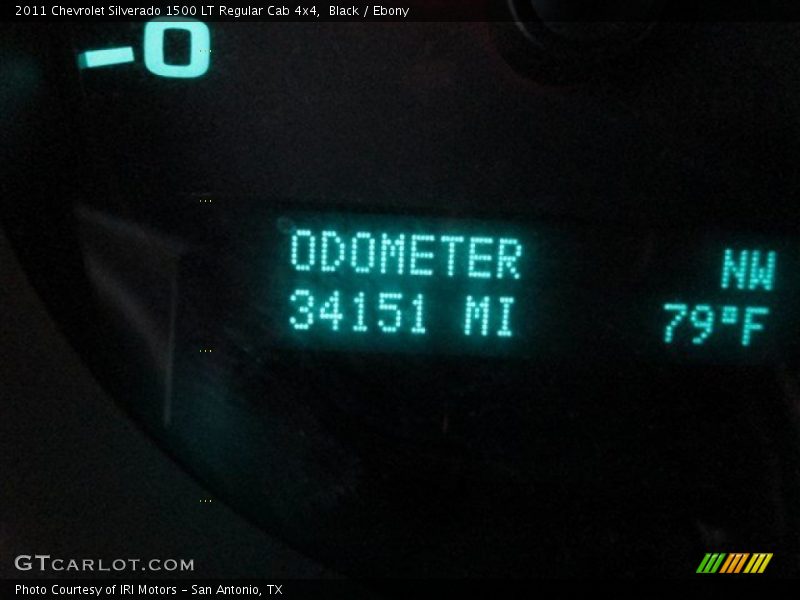 2011 Chevrolet Silverado 1500 LT Regular Cab 4x4,  Black / Ebony
0
ODOMETER
34151 MI
NW
79°F
GTCARLOT.COM
Photo Courtesy of IRI Motors – San Antonio, TX